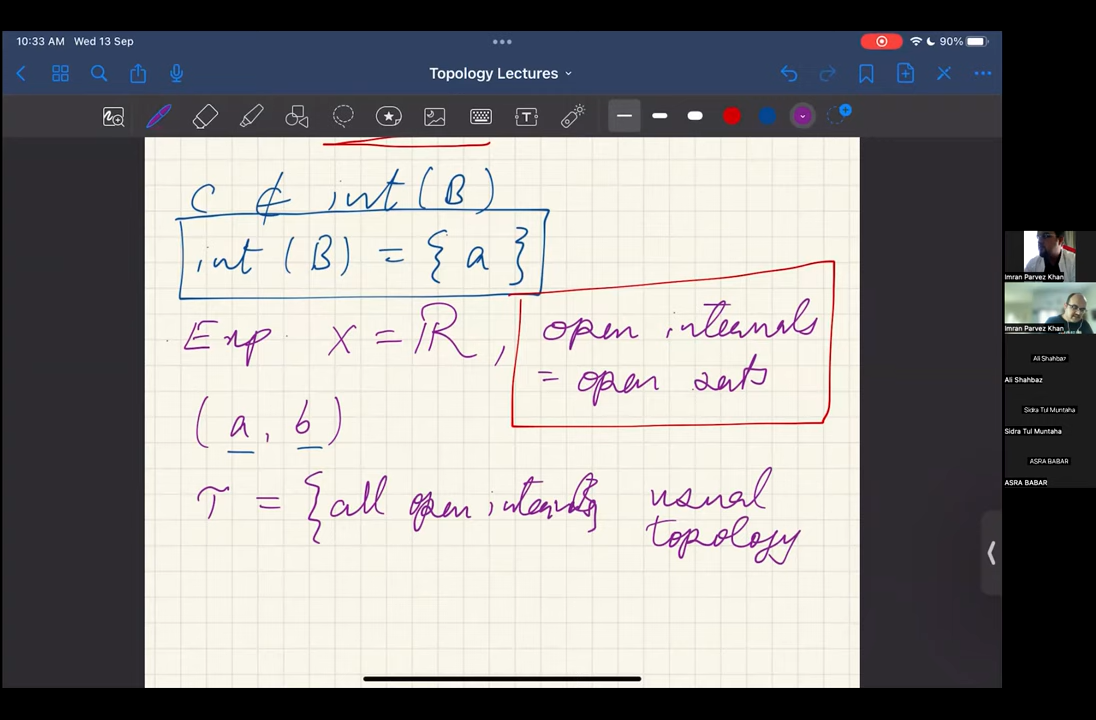 10:33 AM Wed 13 Sep
90%
Topology Lectures
C ∉ int(B)
int(B) = {a}
Exp. X = ℝ,
open intervals
= open sets
(a, b)
τ = {all open intervals}
usual
topology
Imran Parvez Khan
Imran Parvez Khan
Ali Shahbaz
Ali Shahbaz
Sidra Tul Muntaha
Sidra Tul Muntaha
ASRA BABAR
ASRA BABAR